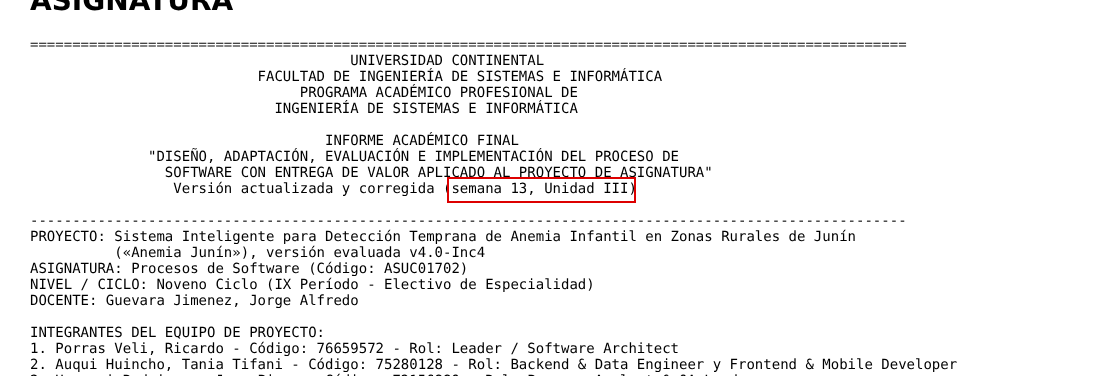 ASIGNATURA
========================================================================================================
UNIVERSIDAD CONTINENTAL
FACULTAD DE INGENIERÍA DE SISTEMAS E INFORMÁTICA
PROGRAMA ACADÉMICO PROFESIONAL DE
INGENIERÍA DE SISTEMAS E INFORMÁTICA
INFORME ACADÉMICO FINAL
"DISEÑO, ADAPTACIÓN, EVALUACIÓN E IMPLEMENTACIÓN DEL PROCESO DE
SOFTWARE CON ENTREGA DE VALOR APLICADO AL PROYECTO DE ASIGNATURA"
Versión actualizada y corregida (semana 13, Unidad III)
--------------------------------------------------------------------------------------------------------
PROYECTO: Sistema Inteligente para Detección Temprana de Anemia Infantil en Zonas Rurales de Junín
(«Anemia Junín»), versión evaluada v4.0-Inc4
ASIGNATURA: Procesos de Software (Código: ASUC01702)
NIVEL / CICLO: Noveno Ciclo (IX Período - Electivo de Especialidad)
DOCENTE: Guevara Jimenez, Jorge Alfredo
INTEGRANTES DEL EQUIPO DE PROYECTO:
1. Porras Veli, Ricardo - Código: 76659572 - Rol: Leader / Software Architect
2. Auqui Huincho, Tania Tifani - Código: 75280128 - Rol: Backend & Data Engineer y Frontend & Mobile Developer